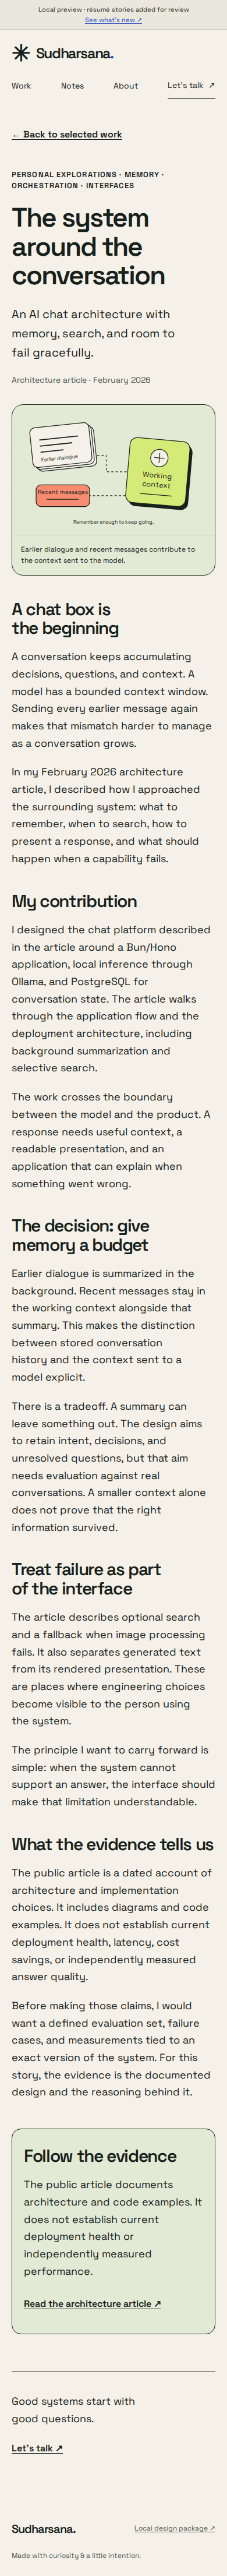 Local preview · résumé stories added for review
See what's new ↗
Sudharsana.
Work Notes About Let's talk ↗
← Back to selected work
PERSONAL EXPLORATIONS · MEMORY ·
ORCHESTRATION · INTERFACES
The system
around the
conversation
An AI chat architecture with
memory, search, and room to
fail gracefully.
Architecture article · February 2026
Earlier dialogue
Recent messages
Working
context
Remember enough to keep going.
Earlier dialogue and recent messages contribute to
the context sent to the model.
A chat box is
the beginning
A conversation keeps accumulating
decisions, questions, and context. A
model has a bounded context window.
Sending every earlier message again
makes that mismatch harder to manage
as a conversation grows.
In my February 2026 architecture
article, I described how I approached
the surrounding system: what to
remember, when to search, how to
present a response, and what should
happen when a capability fails.
My contribution
I designed the chat platform described
in the article around a Bun/Hono
application, local inference through
Ollama, and PostgreSQL for
conversation state. The article walks
through the application flow and the
deployment architecture, including
background summarization and
selective search.
The work crosses the boundary
between the model and the product. A
response needs useful context, a
readable presentation, and an
application that can explain when
something went wrong.
The decision: give
memory a budget
Earlier dialogue is summarized in the
background. Recent messages stay in
the working context alongside that
summary. This makes the distinction
between stored conversation
history and the context sent to a
model explicit.
There is a tradeoff. A summary can
leave something out. The design aims
to retain intent, decisions, and
unresolved questions, but that aim
needs evaluation against real
conversations. A smaller context alone
does not prove that the right
information survived.
Treat failure as part
of the interface
The article describes optional search
and a fallback when image processing
fails. It also separates generated text
from its rendered presentation. These
are places where engineering choices
become visible to the person using
the system.
The principle I want to carry forward is
simple: when the system cannot
support an answer, the interface should
make that limitation understandable.
What the evidence tells us
The public article is a dated account of
architecture and implementation
choices. It includes diagrams and code
examples. It does not establish current
deployment health, latency, cost
savings, or independently measured
answer quality.
Before making those claims, I would
want a defined evaluation set, failure
cases, and measurements tied to an
exact version of the system. For this
story, the evidence is the documented
design and the reasoning behind it.
Follow the evidence
The public article documents
architecture and code examples. It
does not establish current
deployment health or
independently measured
performance.
Read the architecture article ↗
Good systems start with
good questions.
Let's talk ↗
Sudharsana. Local design package ↗
Made with curiosity & a little intention.